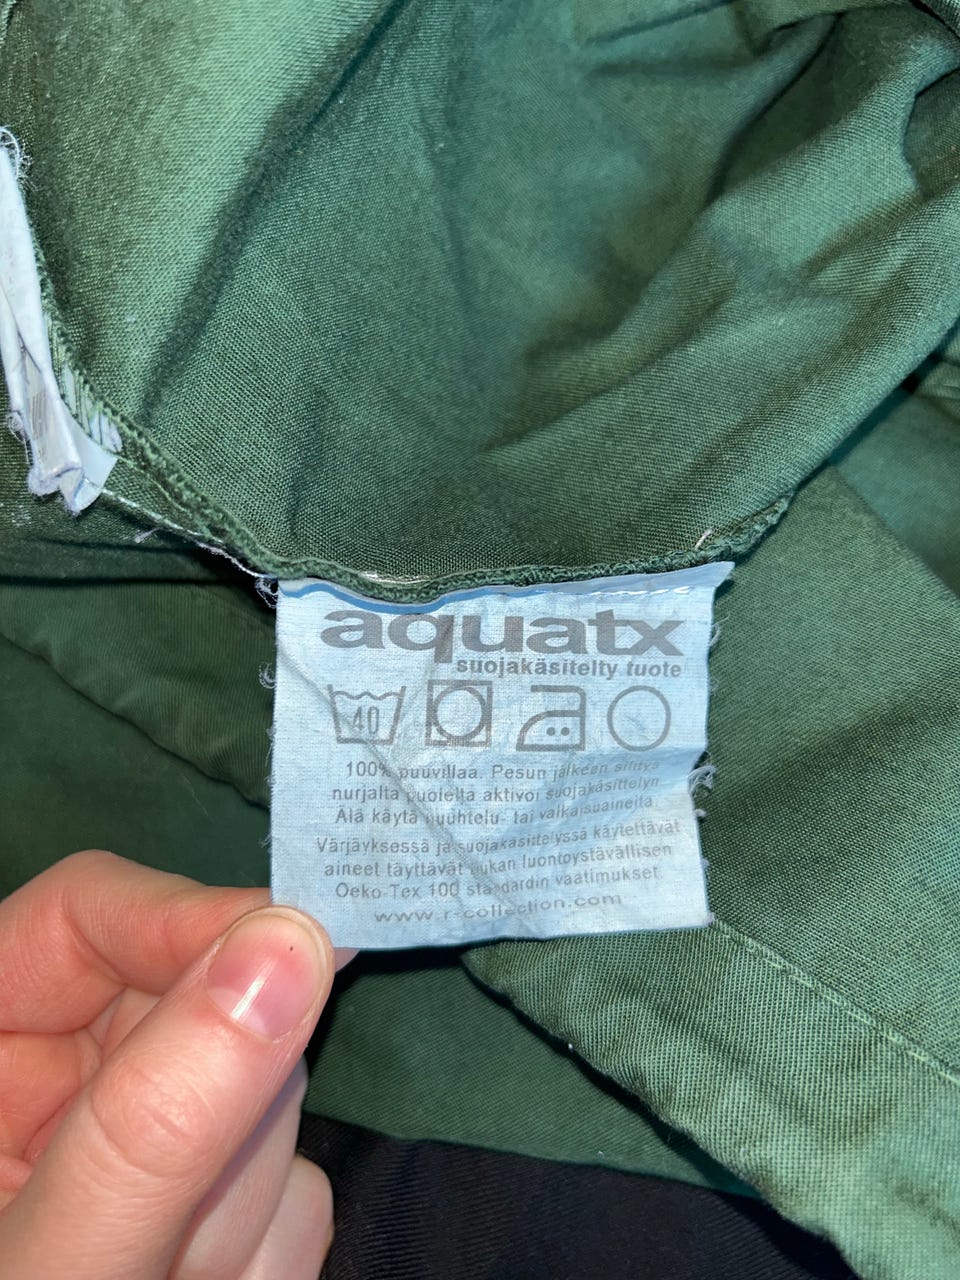 aquatx
suojakäsitelty tuote
40
100% puuvillaa. Pesun jälkeen silitys
nurjalta puolelta aktivoi suojakäsittelyn.
Älä käytä huuhtelu- tai valkaisuaineita.
Värjäyksessä ja suojakäsittelyssä käytettävät
aineet täyttävät tiukan luontoystävällisen
Oeko-Tex 100 standardin vaatimukset.
www.r-collection.com